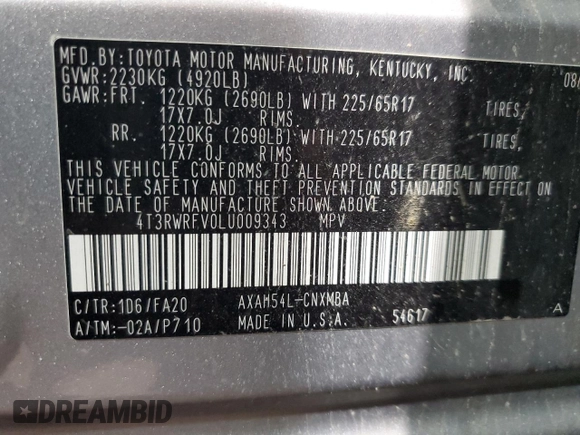 MFD.BY:TOYOTA MOTOR MANUFACTURING, KENTUCKY, INC.
GVWR:2230KG (4920LB)
GAWR:FRT. 1220KG (2690LB) WITH 225/65R17 TIRES,
17X7.0J RIMS.
RR. 1220KG (2690LB) WITH 225/65R17 TIRES,
17X7.0J RIMS.
THIS VEHICLE CONFORMS TO ALL APPLICABLE FEDERAL MOTOR
VEHICLE SAFETY AND THEFT PREVENTION STANDARDS IN EFFECT ON
THE DATE OF MANUFACTURE SHOWN ABOVE.
4T3RWRFV0LU009343 MPV
C/TR:1D6/FA20 AXAH54L-CNXMBA
A/TM:-02A/P710 MADE IN U.S.A. 54617 A
DREAMBID